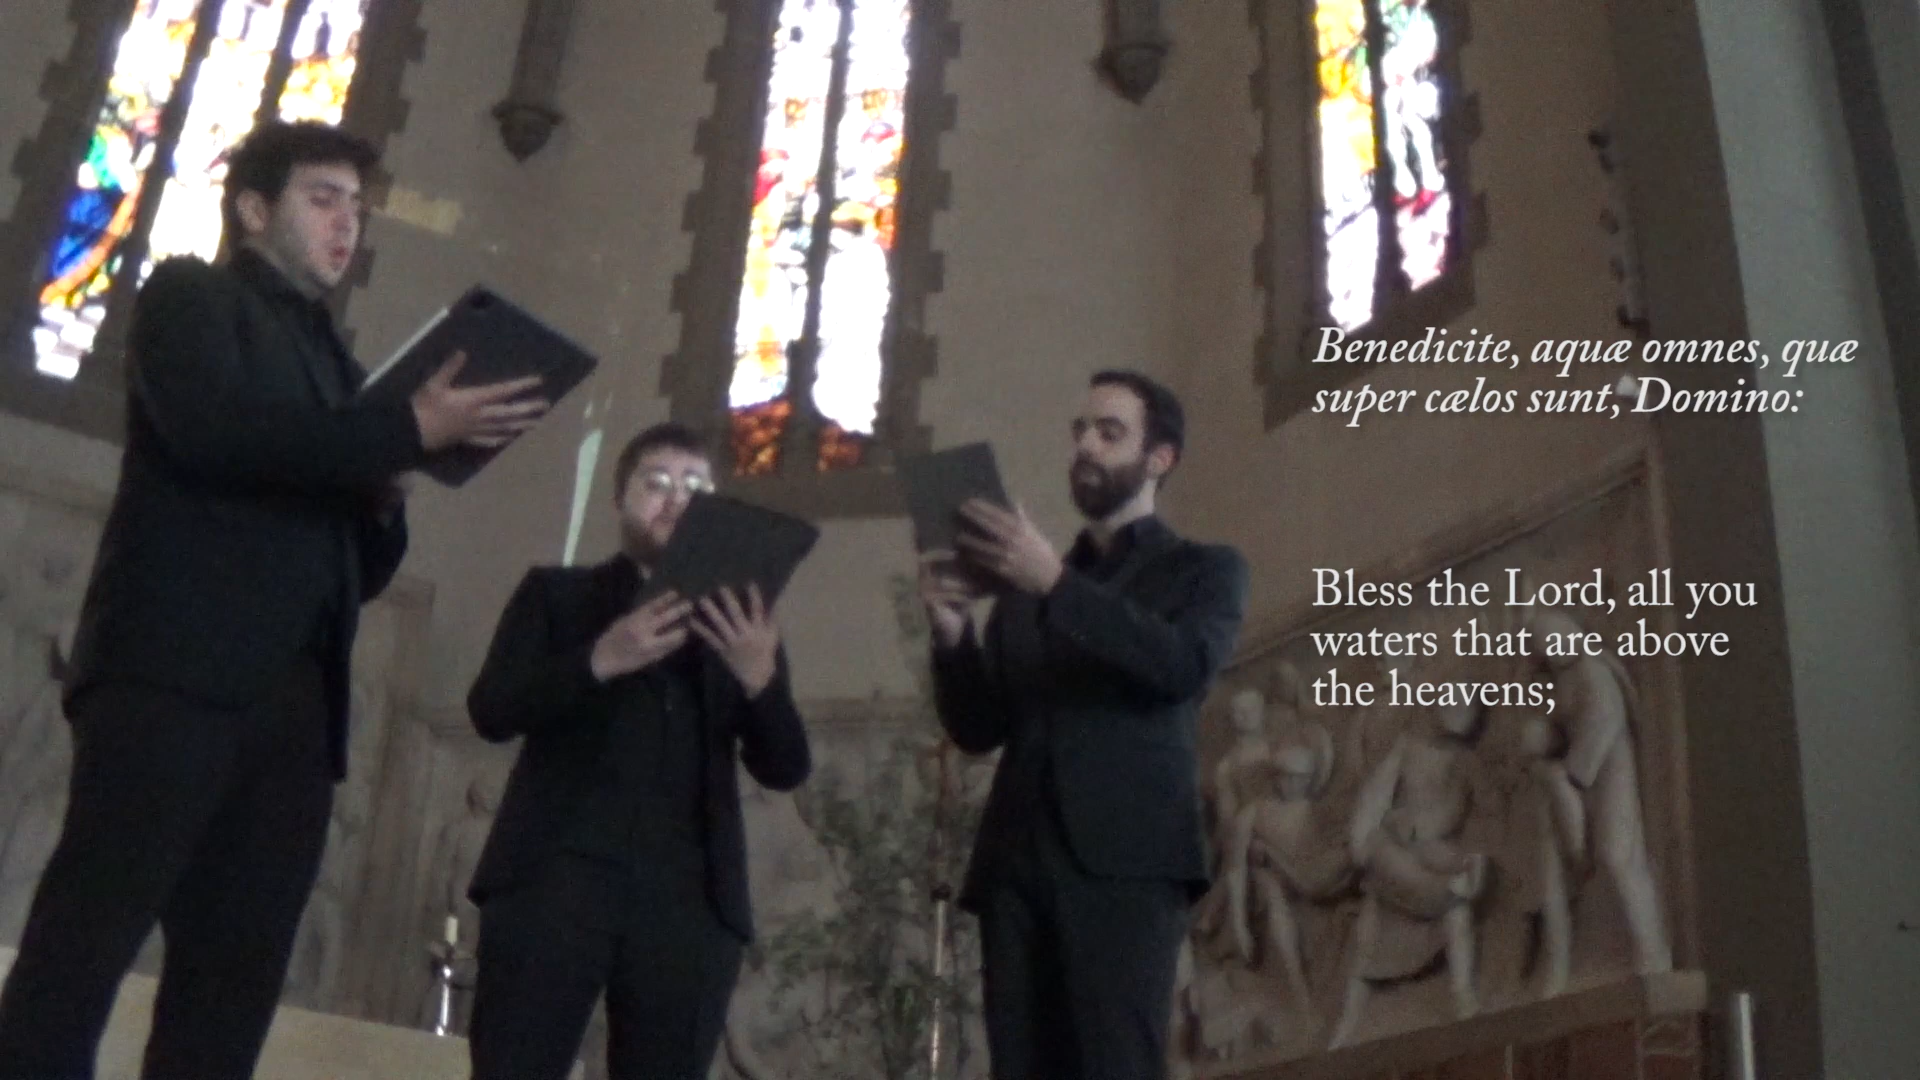 Benedicite, aquæ omnes, quæ
super cælos sunt, Domino:
Bless the Lord, all you
waters that are above
the heavens;